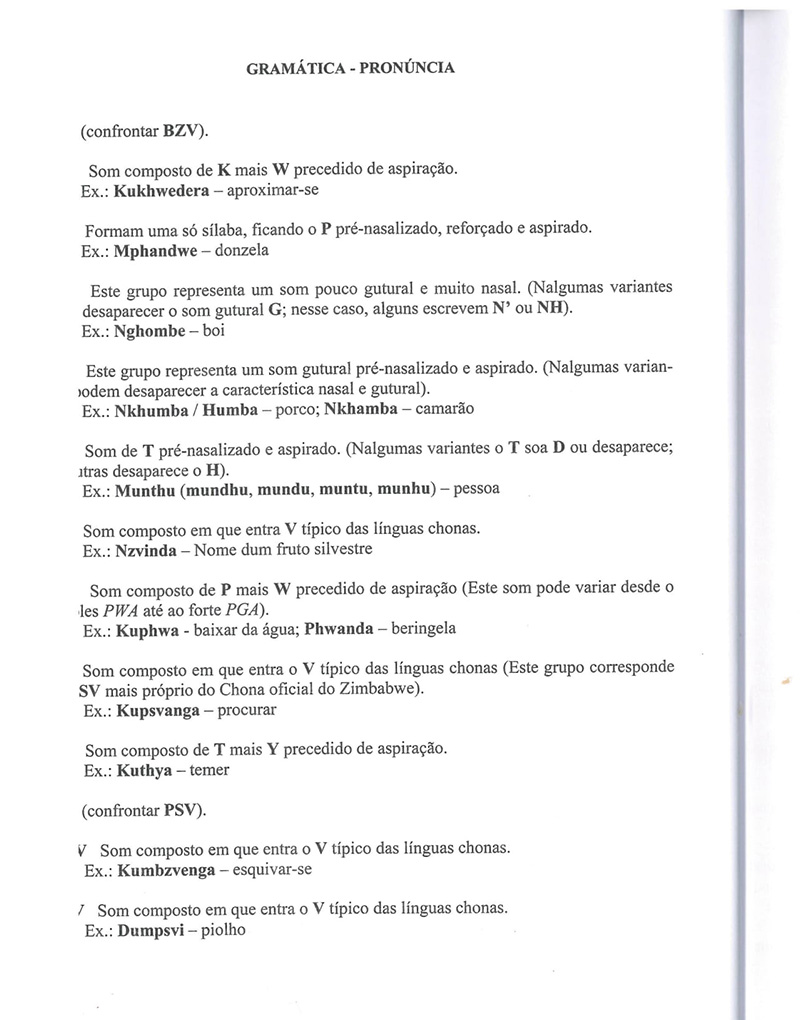 GRAMÁTICA - PRONÚNCIA
(confrontar BZV).
Som composto de K mais W precedido de aspiração.
Ex.: Kukhwedera – aproximar-se
Formam uma só sílaba, ficando o P pré-nasalizado, reforçado e aspirado.
Ex.: Mphandwe – donzela
Este grupo representa um som pouco gutural e muito nasal. (Nalgumas variantes
desaparecer o som gutural G; nesse caso, alguns escrevem N’ ou NH).
Ex.: Nghombe – boi
Este grupo representa um som gutural pré-nasalizado e aspirado. (Nalgumas varian-
podem desaparecer a característica nasal e gutural).
Ex.: Nkhumba / Humba – porco; Nkhamba – camarão
Som de T pré-nasalizado e aspirado. (Nalgumas variantes o T soa D ou desaparece;
utras desaparece o H).
Ex.: Munthu (mundhu, mundu, muntu, munhu) – pessoa
Som composto em que entra V típico das línguas chonas.
Ex.: Nzvinda – Nome dum fruto silvestre
Som composto de P mais W precedido de aspiração (Este som pode variar desde o
les PWA até ao forte PGA).
Ex.: Kuphwa - baixar da água; Phwanda – beringela
Som composto em que entra o V típico das línguas chonas (Este grupo corresponde
SV mais próprio do Chona oficial do Zimbabwe).
Ex.: Kupsvanga – procurar
Som composto de T mais Y precedido de aspiração.
Ex.: Kuthya – temer
(confrontar PSV).
V Som composto em que entra o V típico das línguas chonas.
Ex.: Kumbzvenga – esquivar-se
Som composto em que entra o V típico das línguas chonas.
Ex.: Dumpsvi – piolho